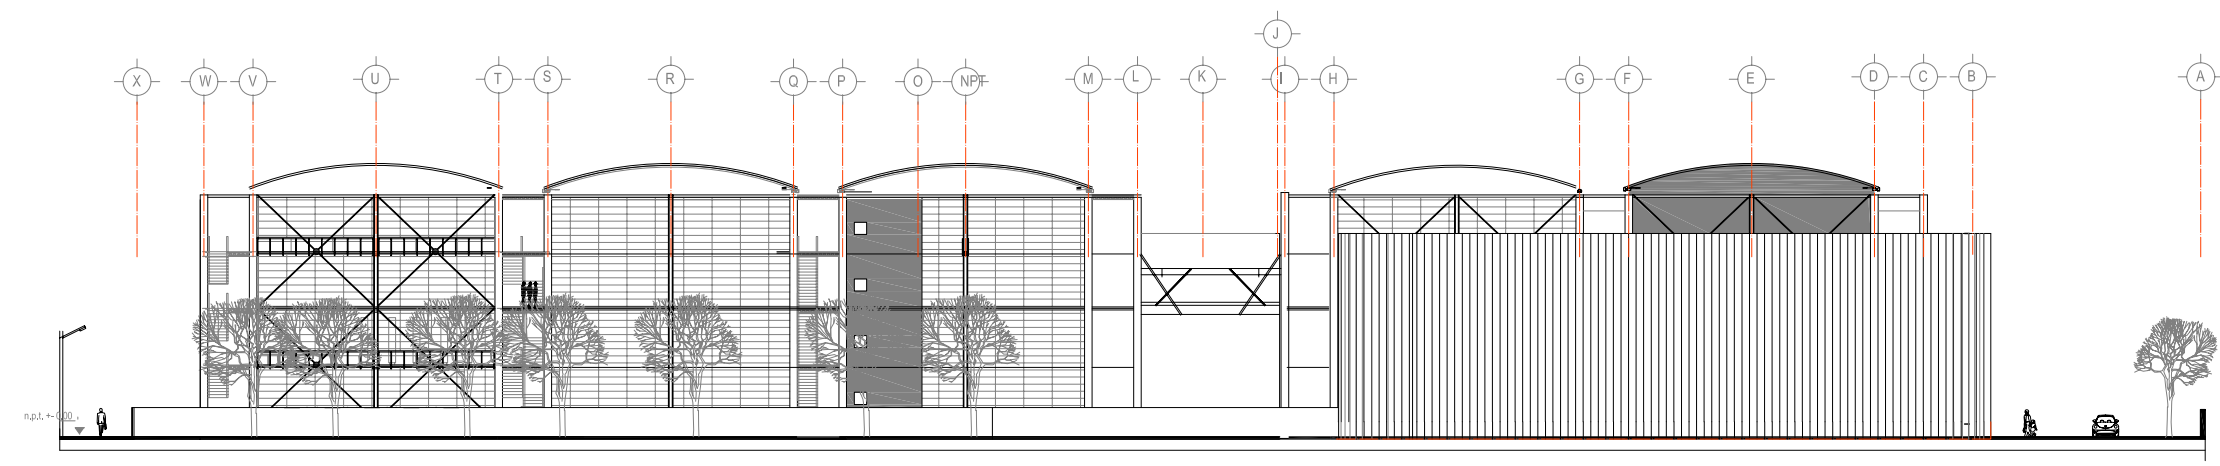 J
X W V U T S R Q P O NPT M L K I H G F E D C B A
n.p.t. +- 0.00